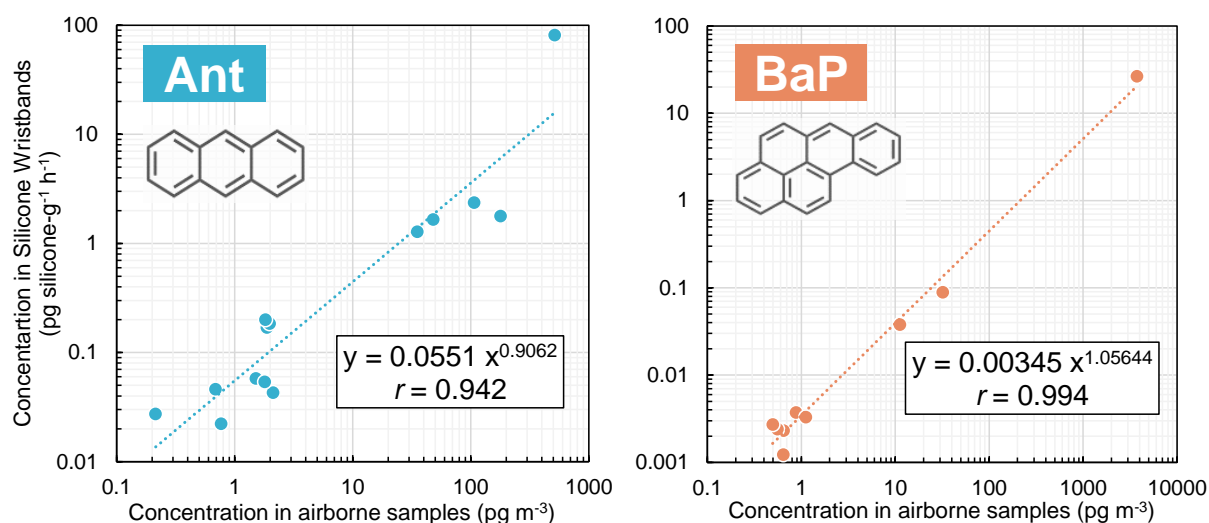 Ant
Concentartion in Silicone Wristbands
(pg silicone-g⁻¹ h⁻¹)
100
10
1
0.1
0.01
0.1
1
10
100
1000
Concentration in airborne samples (pg m⁻³)
y = 0.0551 x⁰·⁹⁰⁶²
r = 0.942
BaP
100
10
1
0.1
0.01
0.001
0.1
1
10
100
1000
10000
Concentration in airborne samples (pg m⁻³)
y = 0.00345 x¹·⁰⁵⁶⁴⁴
r = 0.994